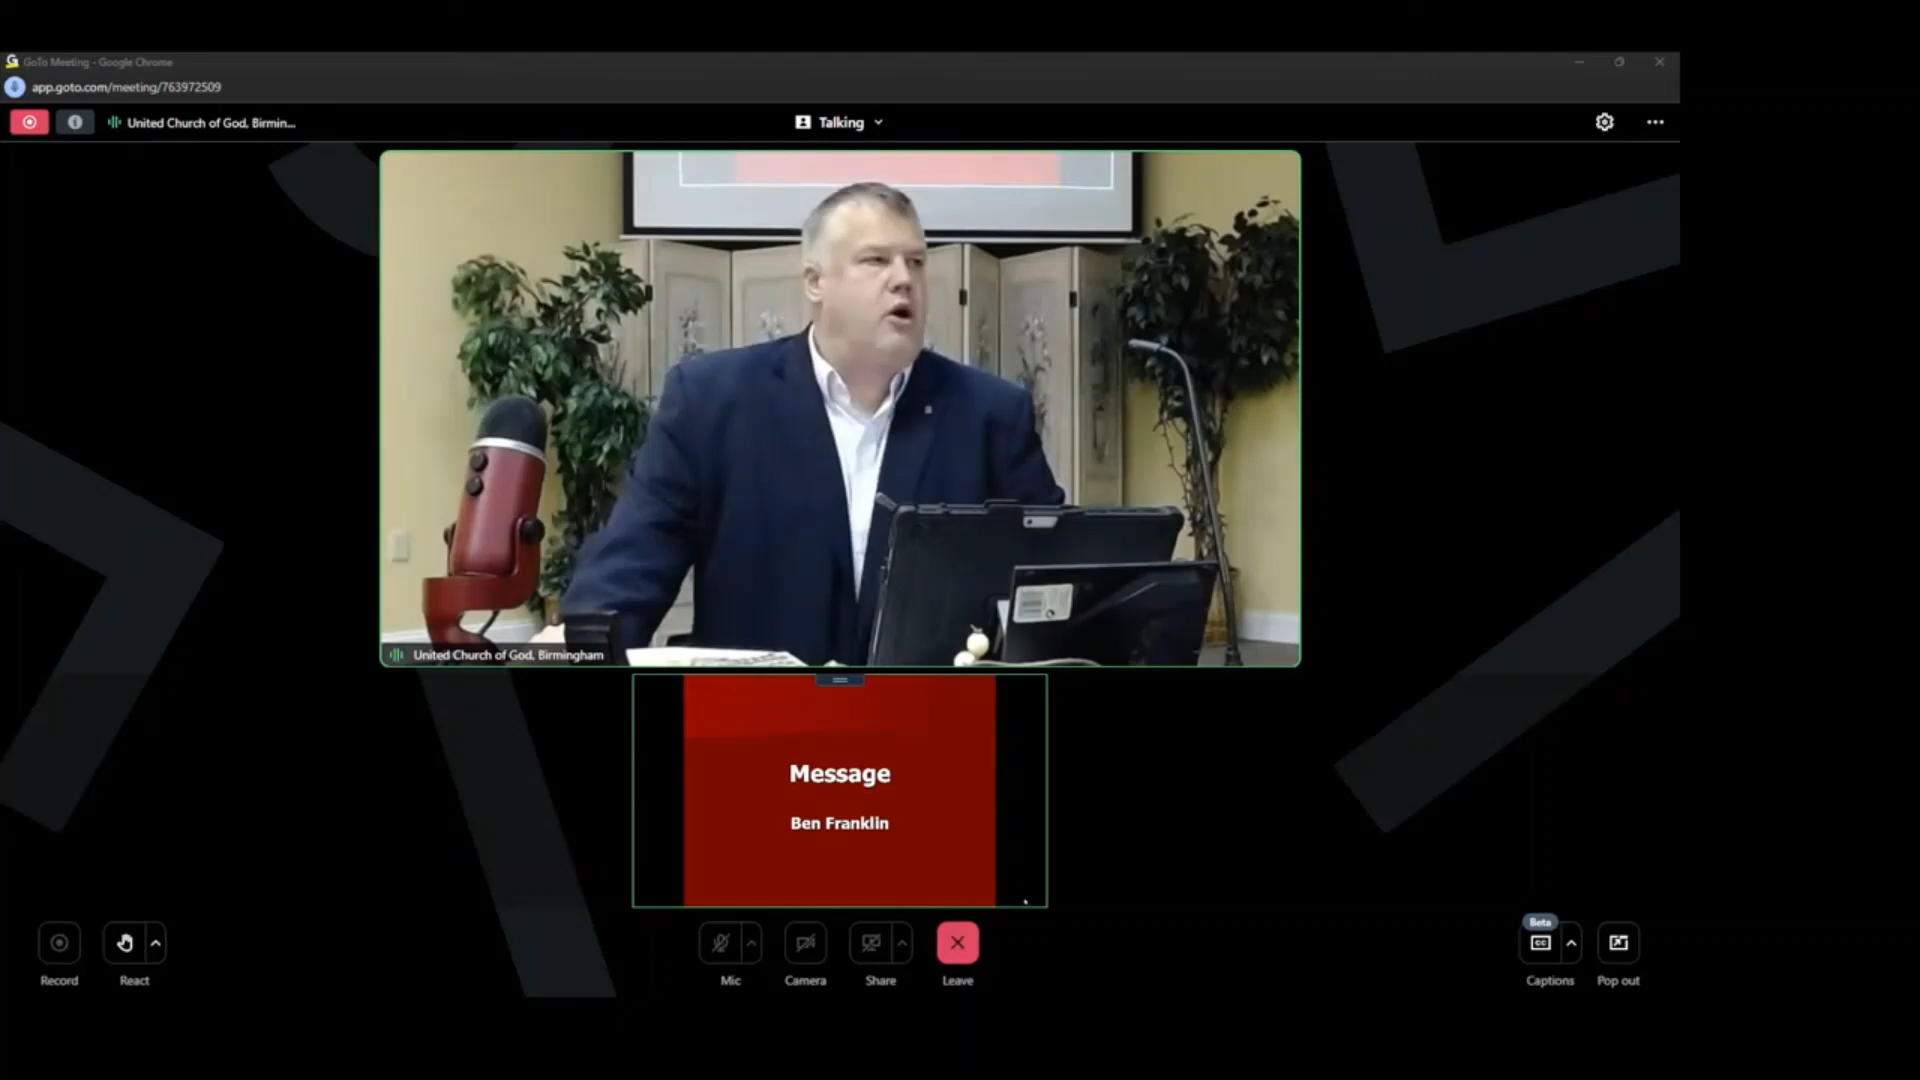 GoTo Meeting - Google Chrome
app.goto.com/meeting/763972509
United Church of God, Birmin...
Talking
United Church of God, Birmingham
Message
Ben Franklin
Record
React
Mic
Camera
Share
Leave
Beta
CC
Captions
Pop out